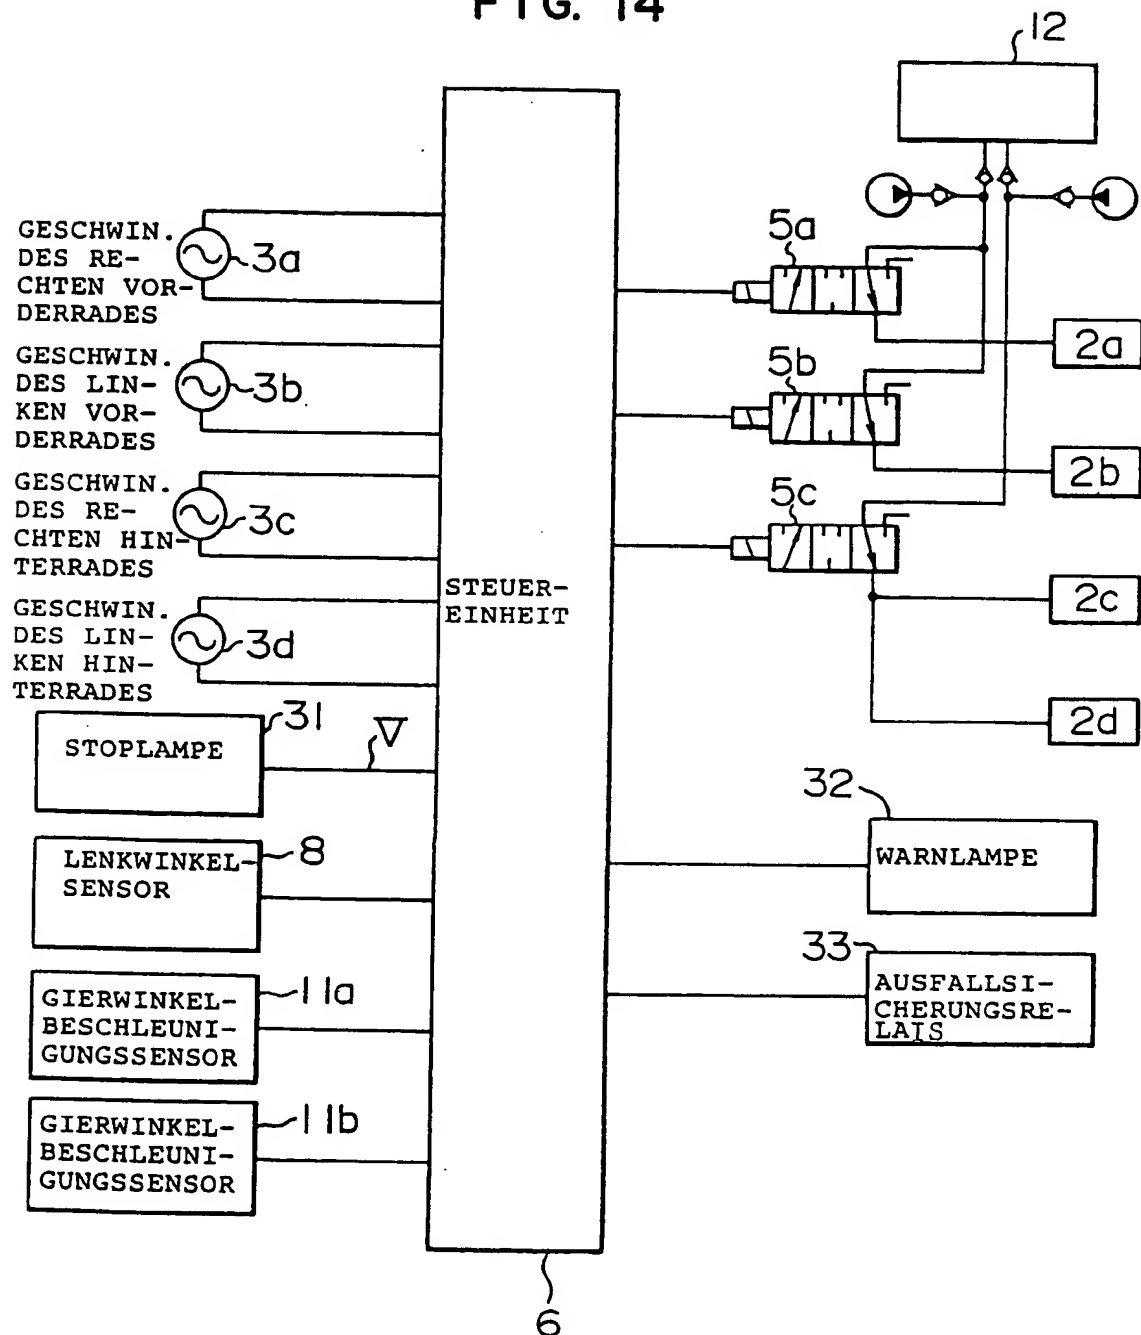 FIG. 14
12
GESCHWIN.
DES RE-
CHTEN VOR-
DERRADES
3a
5a
2a
GESCHWIN.
DES LIN-
KEN VOR-
DERRADES
3b
5b
2b
GESCHWIN.
DES RE-
CHTEN HIN-
TERRADES
3c
5c
2c
STEUER-
EINHEIT
GESCHWIN.
DES LIN-
KEN HIN-
TERRADES
3d
2d
STOPLAMPE
31
V
LENKWINKEL-
SENSOR
8
32
WARNLAMPE
GIERWINKEL-
BESCHLEUNI-
GUNGSSENSOR
11a
33
AUSFALLSI-
CHERUNGSRE-
LAIS
GIERWINKEL-
BESCHLEUNI-
GUNGSSENSOR
11b
6